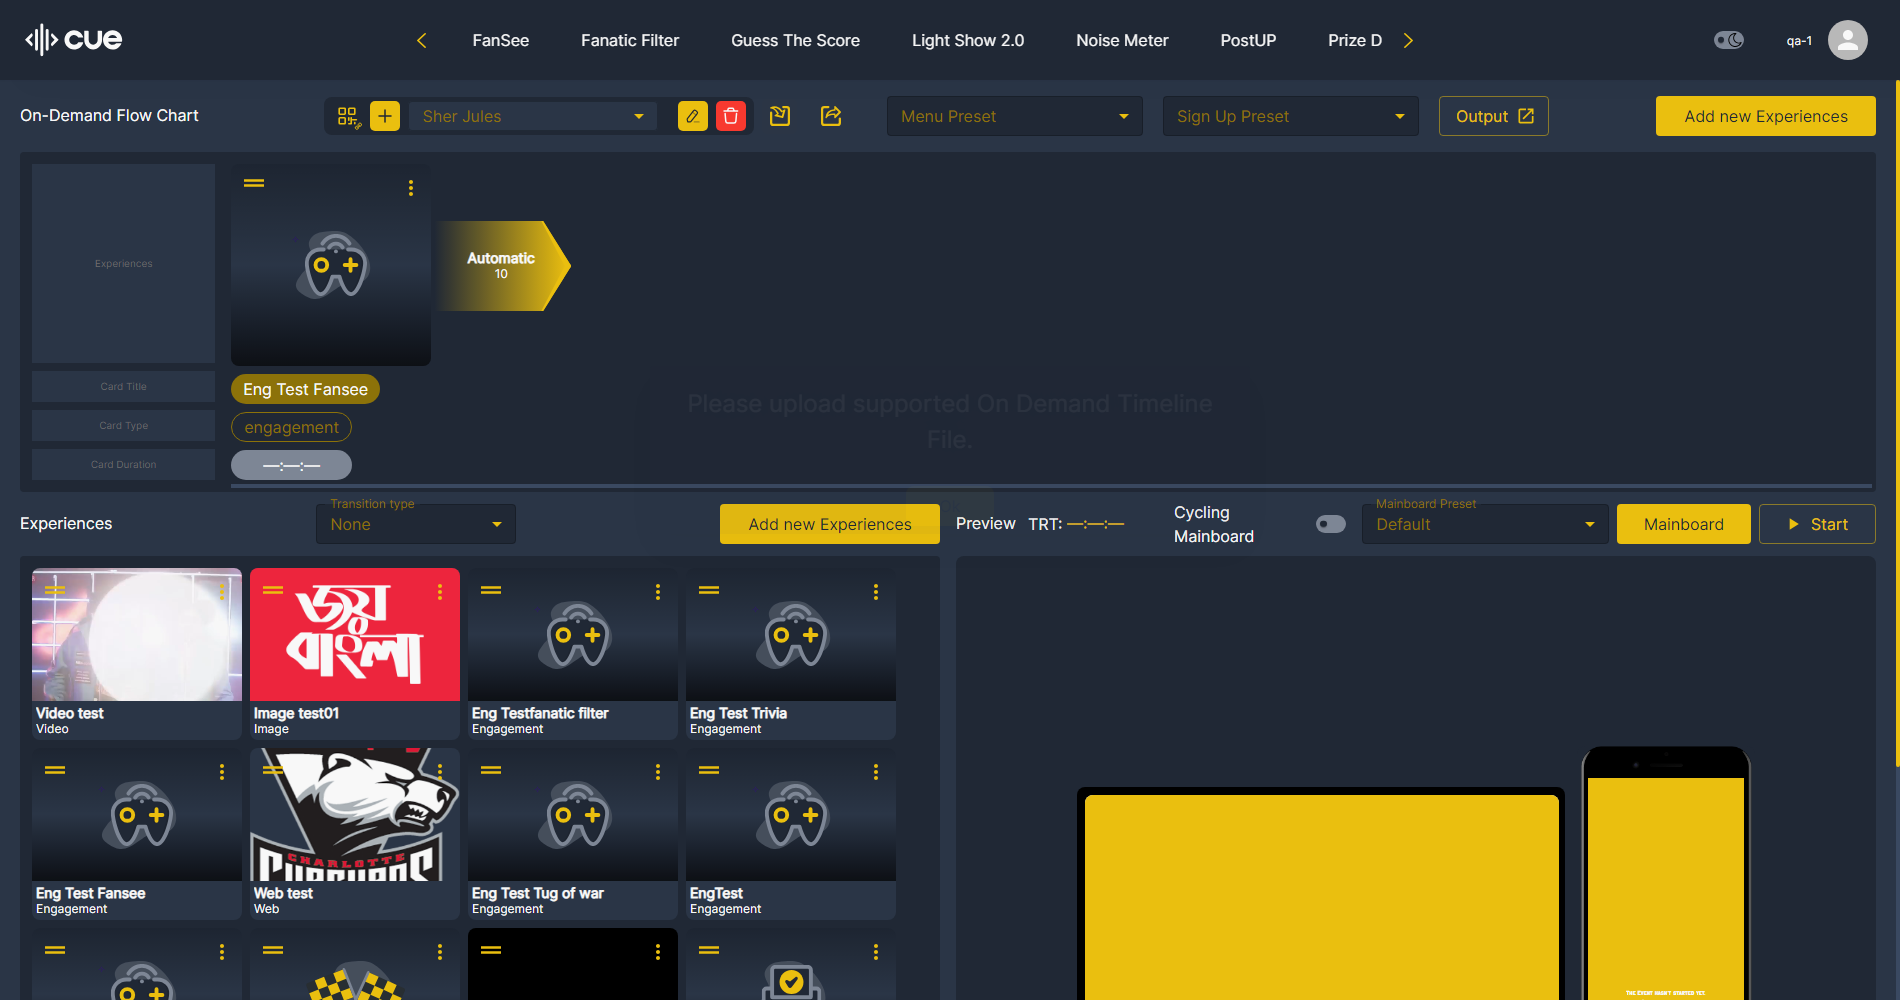 cue
FanSee
Fanatic Filter
Guess The Score
Light Show 2.0
Noise Meter
PostUP
Prize D
qa-1
On-Demand Flow Chart
Sher Jules
Menu Preset
Sign Up Preset
Output
Add new Experiences
Experiences
Automatic
10
Card Title
Eng Test Fansee
Card Type
engagement
Card Duration
—:—:—
Please upload supported On Demand Timeline
File.
Experiences
Transition type
None
Add new Experiences
Preview
TRT: —:—:—
Cycling
Mainboard
Mainboard Preset
Default
Mainboard
Start
জয়
বাংলা
Video test
Video
Image test01
Image
Eng Testfanatic filter
Engagement
Eng Test Trivia
Engagement
CHARLOTTE
Eng Test Fansee
Engagement
Web test
Web
Eng Test Tug of war
Engagement
EngTest
Engagement
THE EVENT HASN'T STARTED YET.